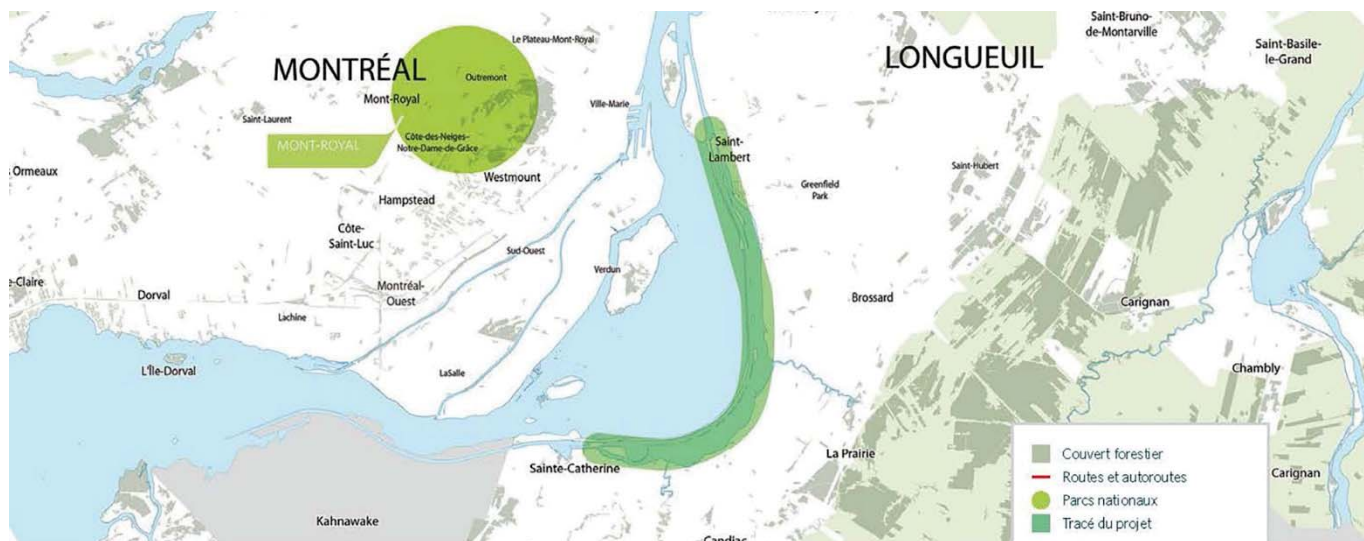 Le Plateau-Mont-Royal
MONTRÉAL
LONGUEUIL
Saint-Bruno
de-Montarville
Saint-Basile-
le-Grand
Outremont
Mont-Royal
Ville-Marie
Saint-Laurent
MONT-ROYAL
Côte-des-Neiges-
Notre-Dame-de-Grâce
Saint-
Lambert
Ormeaux
Westmount
Saint-Hubert
Greenfield
Park
Hampstead
Côte-
Saint-Luc
Sud-Ouest
Verdun
e-Claire
Dorval
Montréal-
Ouest
Brossard
Carignan
Lachine
L'Île-Dorval
LaSalle
Chambly
Sainte-Catherine
La Prairie
Carignan
Kahnawake
Candiac
Couvert forestier
Routes et autoroutes
Parcs nationaux
Tracé du projet